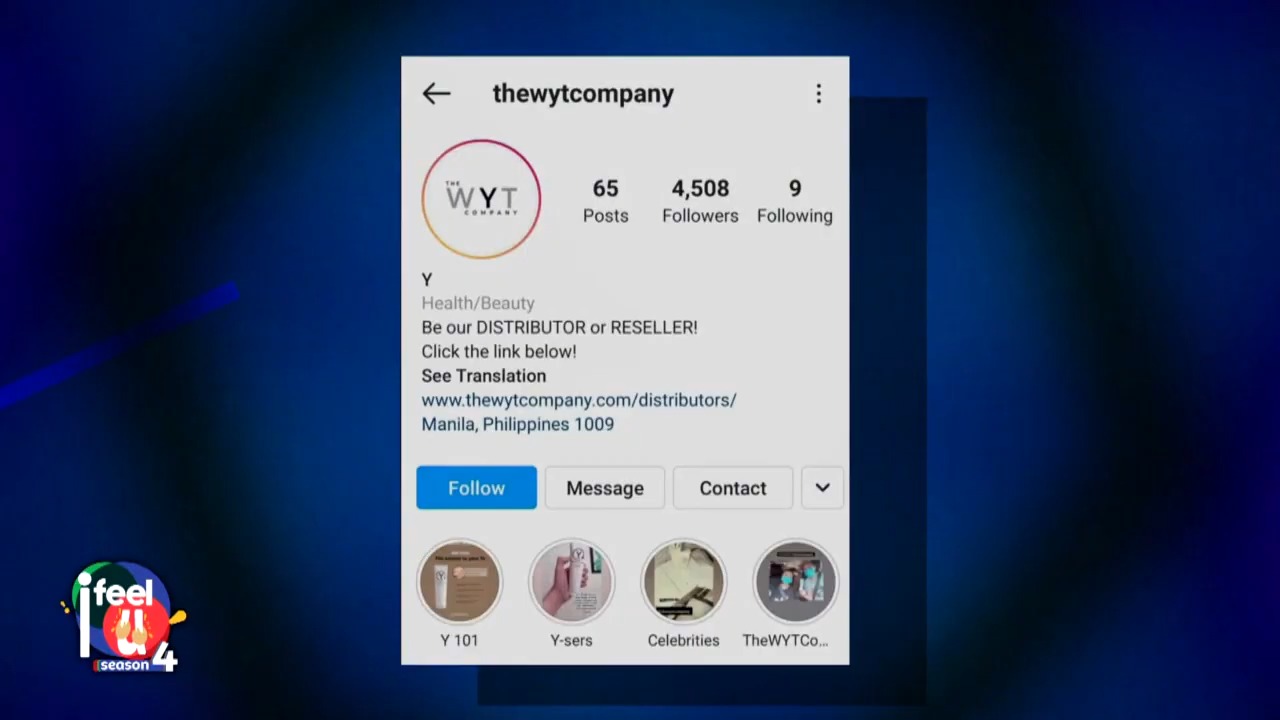 thewytcompany
THE
WYT
COMPANY
65
Posts
4,508
Followers
9
Following
Y
Health/Beauty
Be our DISTRIBUTOR or RESELLER!
Click the link below!
See Translation
www.thewytcompany.com/distributors/
Manila, Philippines 1009
Follow
Message
Contact
Y 101
Y-sers
Celebrities
TheWYTCo...
i feel
u
season 4